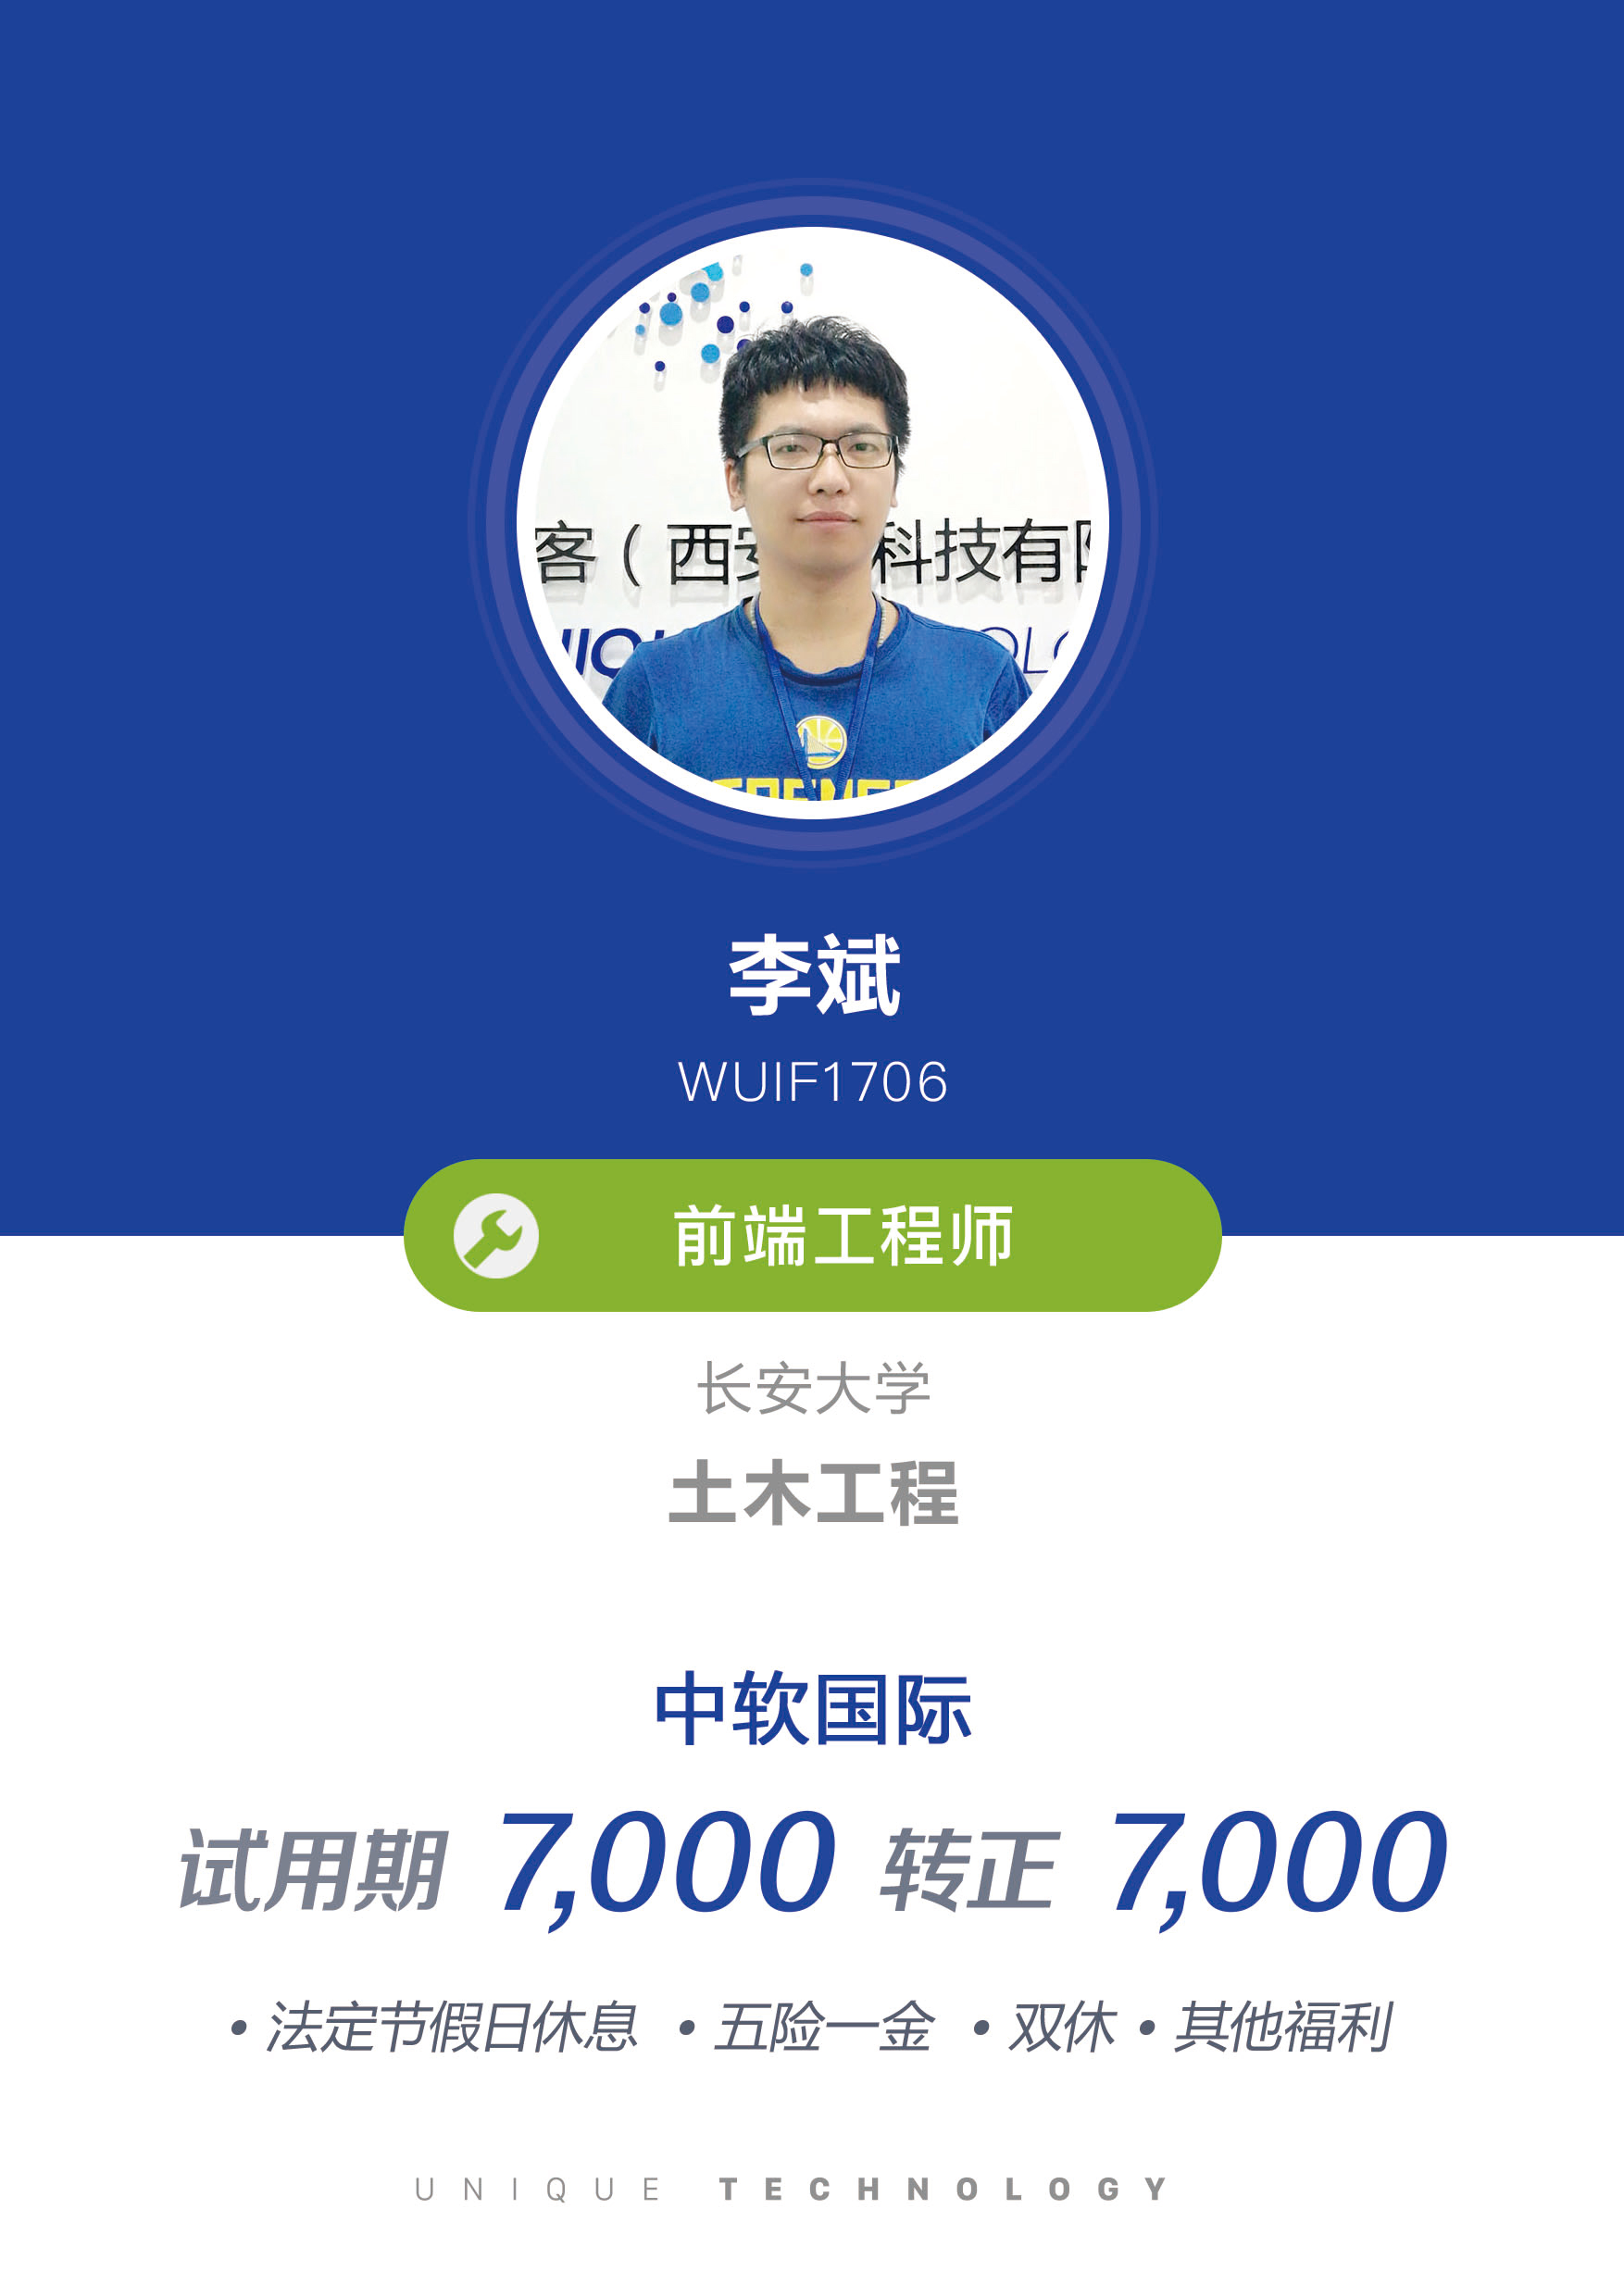 客（西安 科技有
李斌
WUIF1706
前端工程师
长安大学
土木工程
中软国际
试用期 7,000 转正 7,000
• 法定节假日休息 • 五险一金 • 双休 • 其他福利
UNIQUE TECHNOLOGY